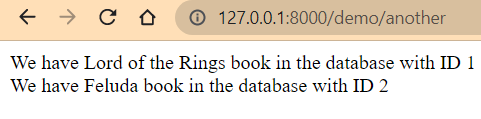 127.0.0.1:8000/demo/another
We have Lord of the Rings book in the database with ID 1
We have Feluda book in the database with ID 2